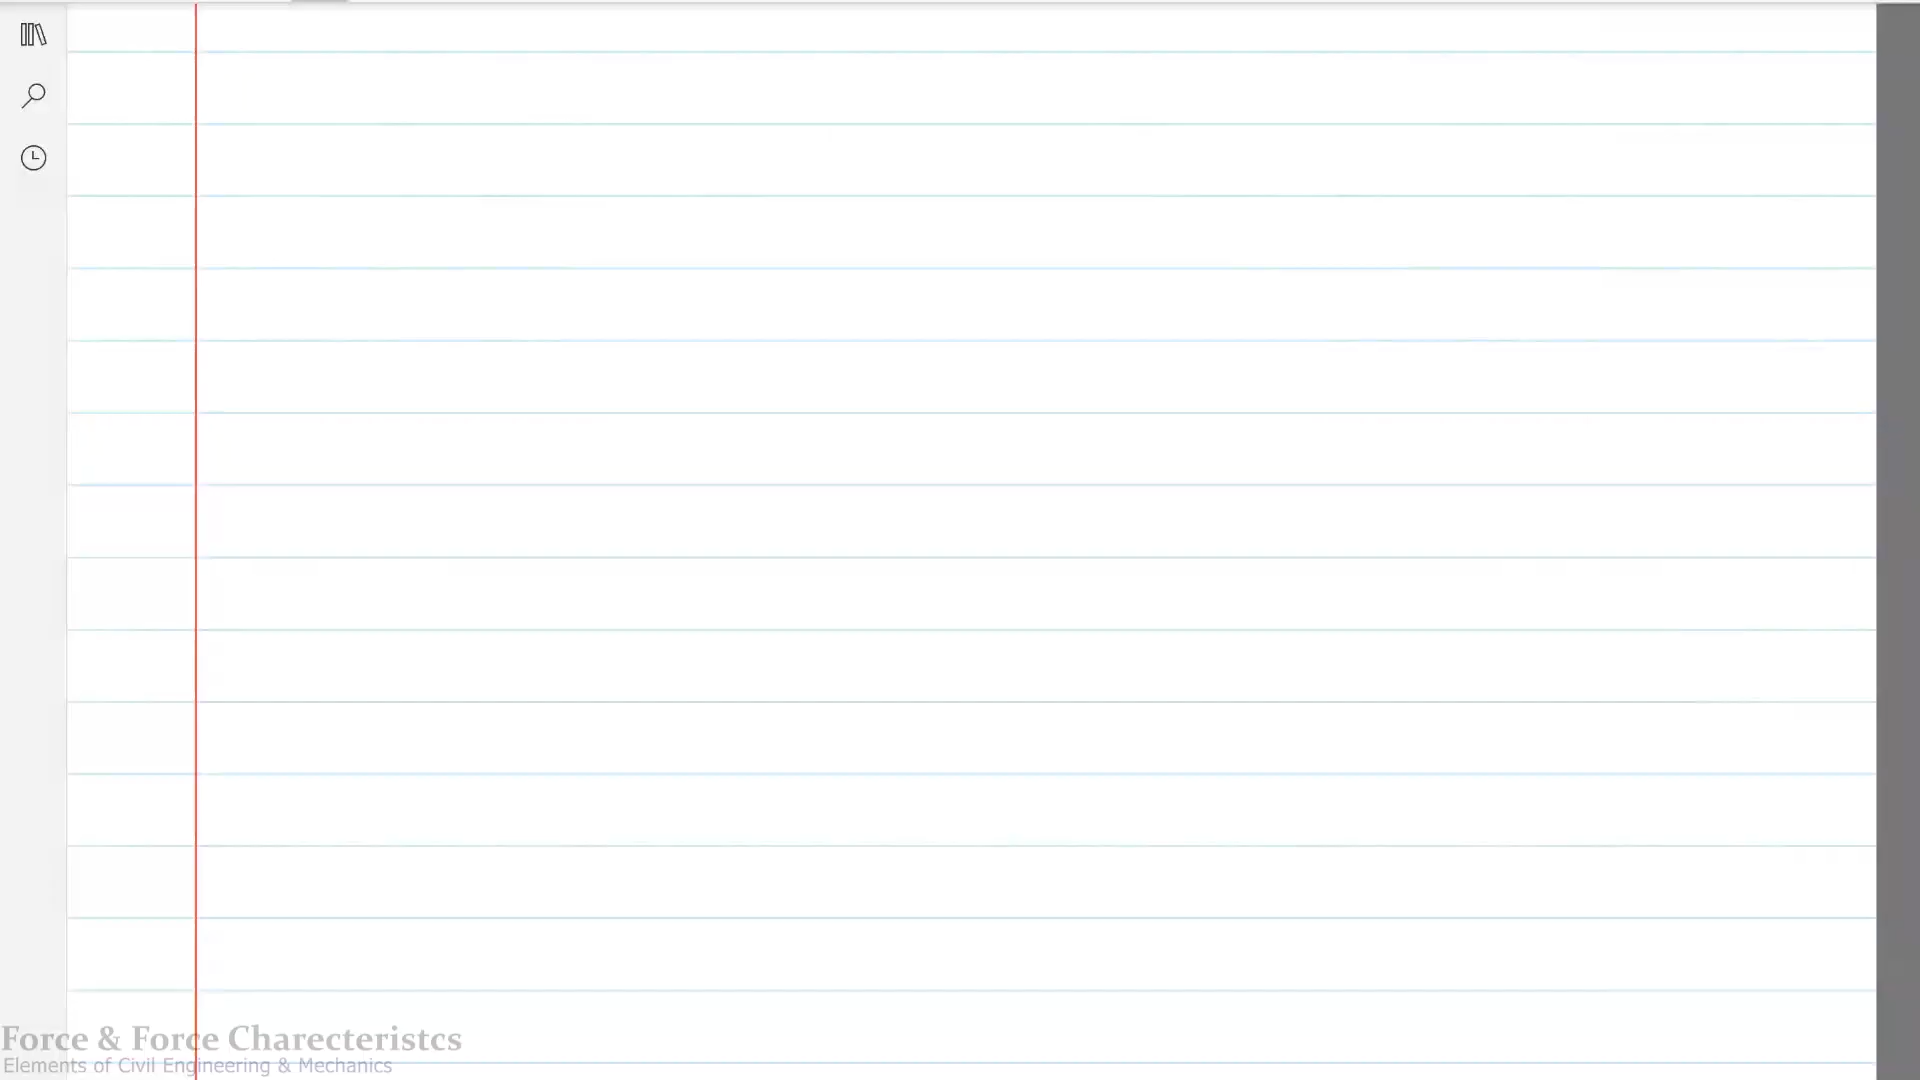 Force & Force Charecteristcs
Elements of Civil Engineering & Mechanics